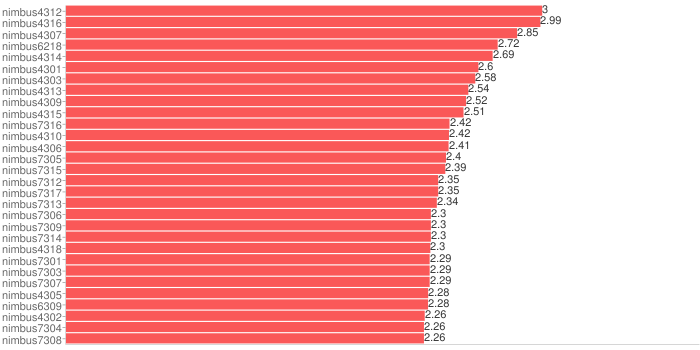 nimbus4312 3
nimbus4316 2.99
nimbus4307 2.85
nimbus6218 2.72
nimbus4314 2.69
nimbus4301 2.6
nimbus4303 2.58
nimbus4313 2.54
nimbus4309 2.52
nimbus4315 2.51
nimbus7316 2.42
nimbus4310 2.42
nimbus4306 2.41
nimbus7305 2.4
nimbus7315 2.39
nimbus7312 2.35
nimbus7317 2.35
nimbus7313 2.34
nimbus7306 2.3
nimbus7309 2.3
nimbus7314 2.3
nimbus4318 2.3
nimbus7301 2.29
nimbus7303 2.29
nimbus7307 2.29
nimbus4305 2.28
nimbus6309 2.28
nimbus4302 2.26
nimbus7304 2.26
nimbus7308 2.26